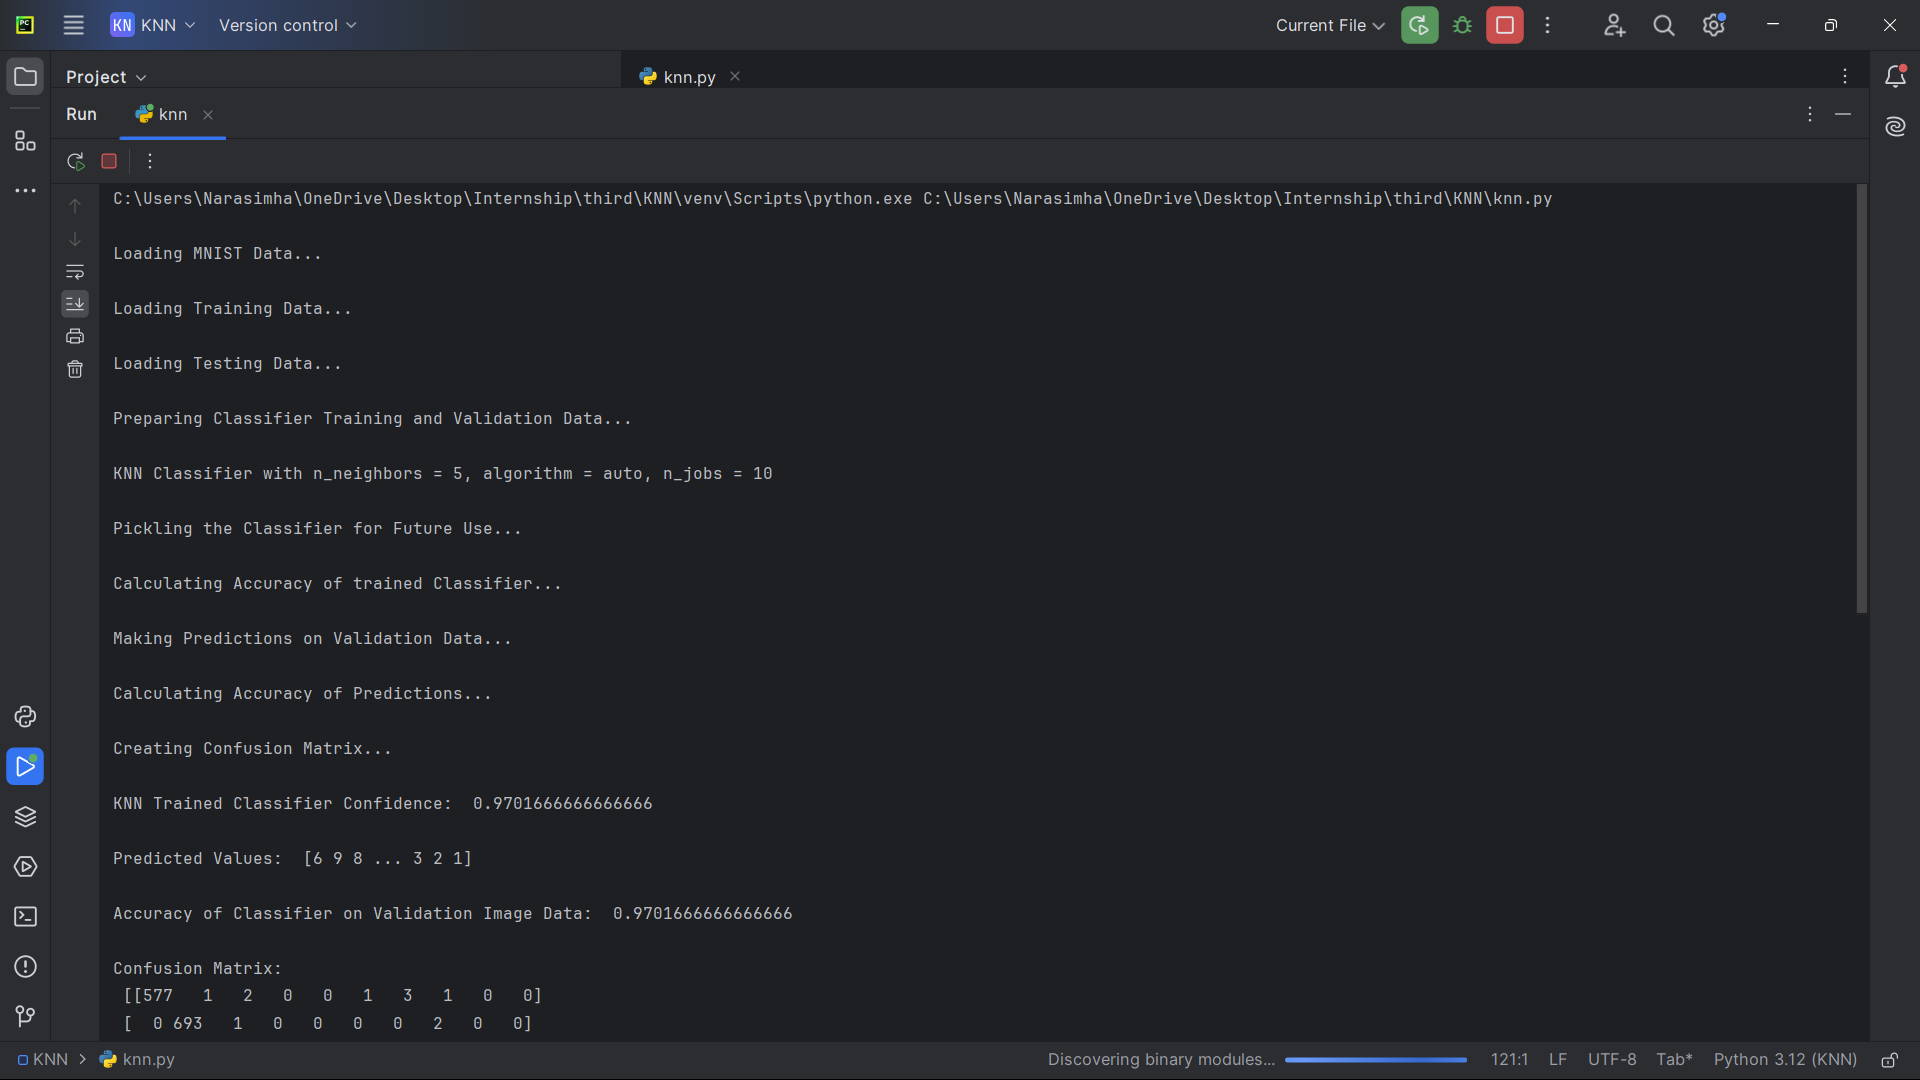 KN KNN Version control Current File
Project knn.py
Run knn
C:\Users\Narasimha\OneDrive\Desktop\Internship\third\KNN\venv\Scripts\python.exe C:\Users\Narasimha\OneDrive\Desktop\Internship\third\KNN\knn.py
Loading MNIST Data...
Loading Training Data...
Loading Testing Data...
Preparing Classifier Training and Validation Data...
KNN Classifier with n_neighbors = 5, algorithm = auto, n_jobs = 10
Pickling the Classifier for Future Use...
Calculating Accuracy of trained Classifier...
Making Predictions on Validation Data...
Calculating Accuracy of Predictions...
Creating Confusion Matrix...
KNN Trained Classifier Confidence:  0.9701666666666666
Predicted Values:  [6 9 8 ... 3 2 1]
Accuracy of Classifier on Validation Image Data:  0.9701666666666666
Confusion Matrix:
 [[577   1   2   0   0   1   3   1   0   0]
 [  0 693   1   0   0   0   0   2   0   0]
KNN > knn.py Discovering binary modules... 121:1 LF UTF-8 Tab* Python 3.12 (KNN)